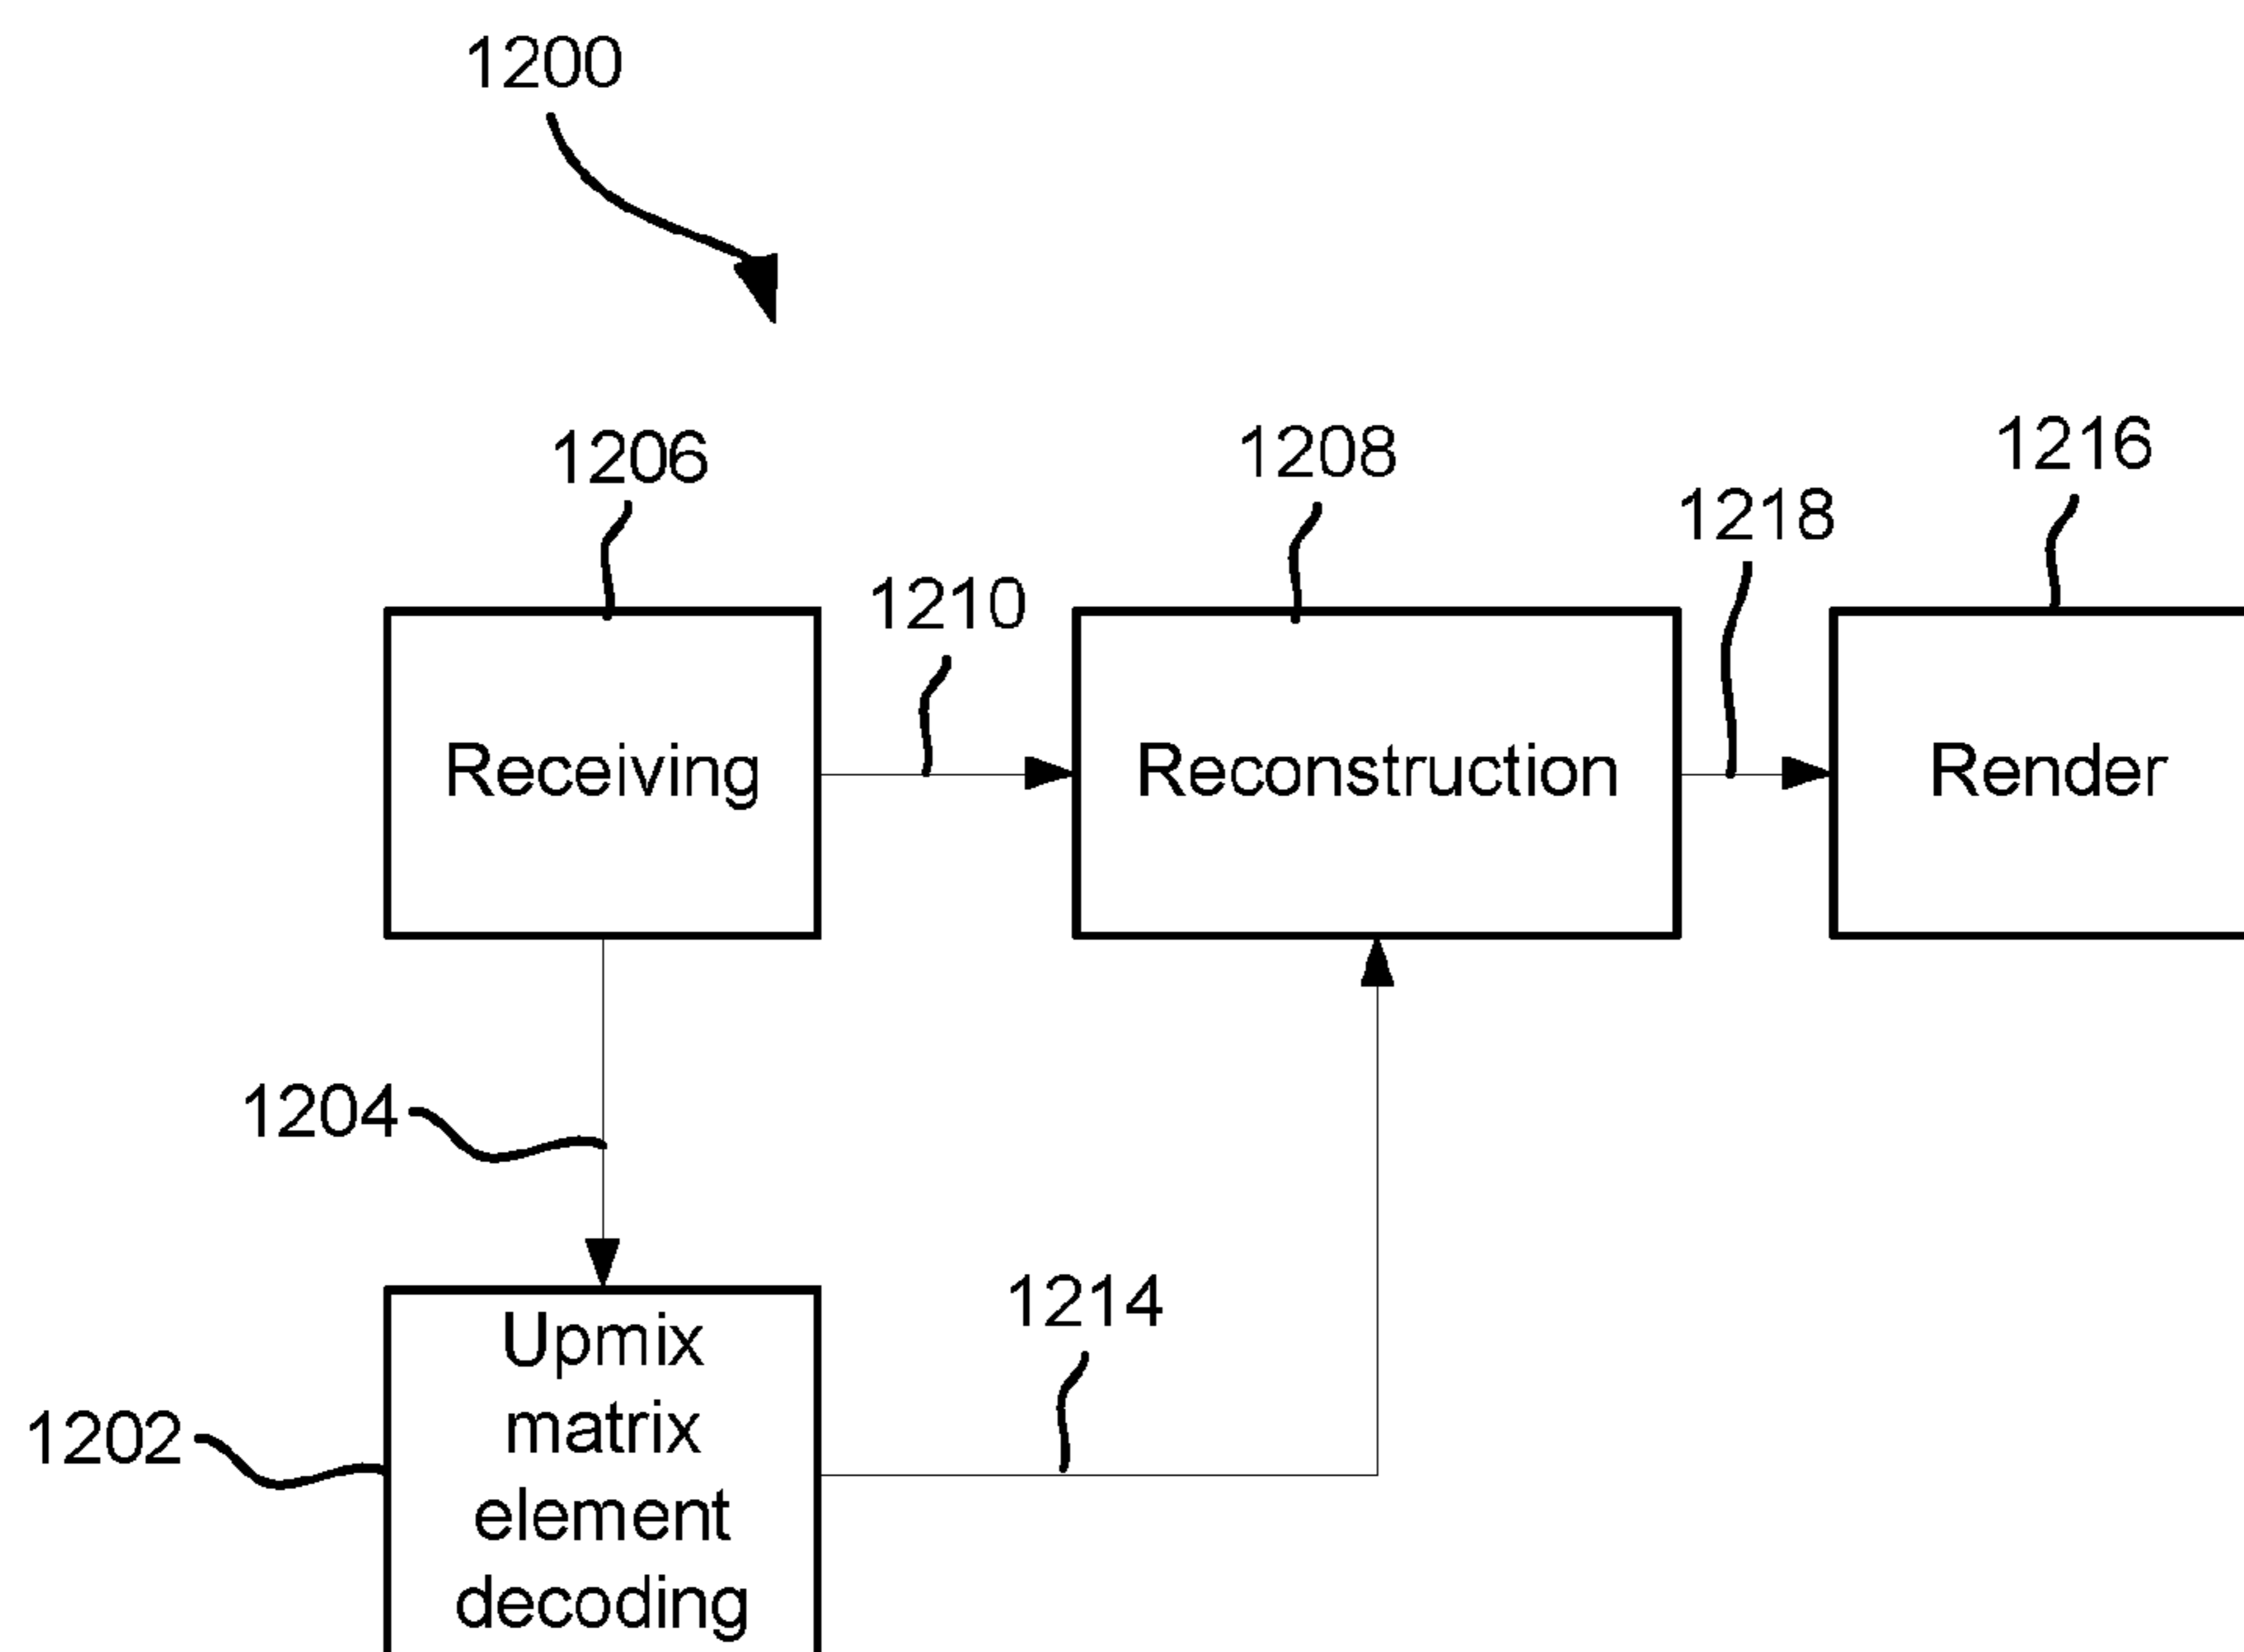 1200
1206
1208
1216
1218
1210
Receiving
Reconstruction
Render
1204
1214
Upmix
matrix
element
decoding
1202